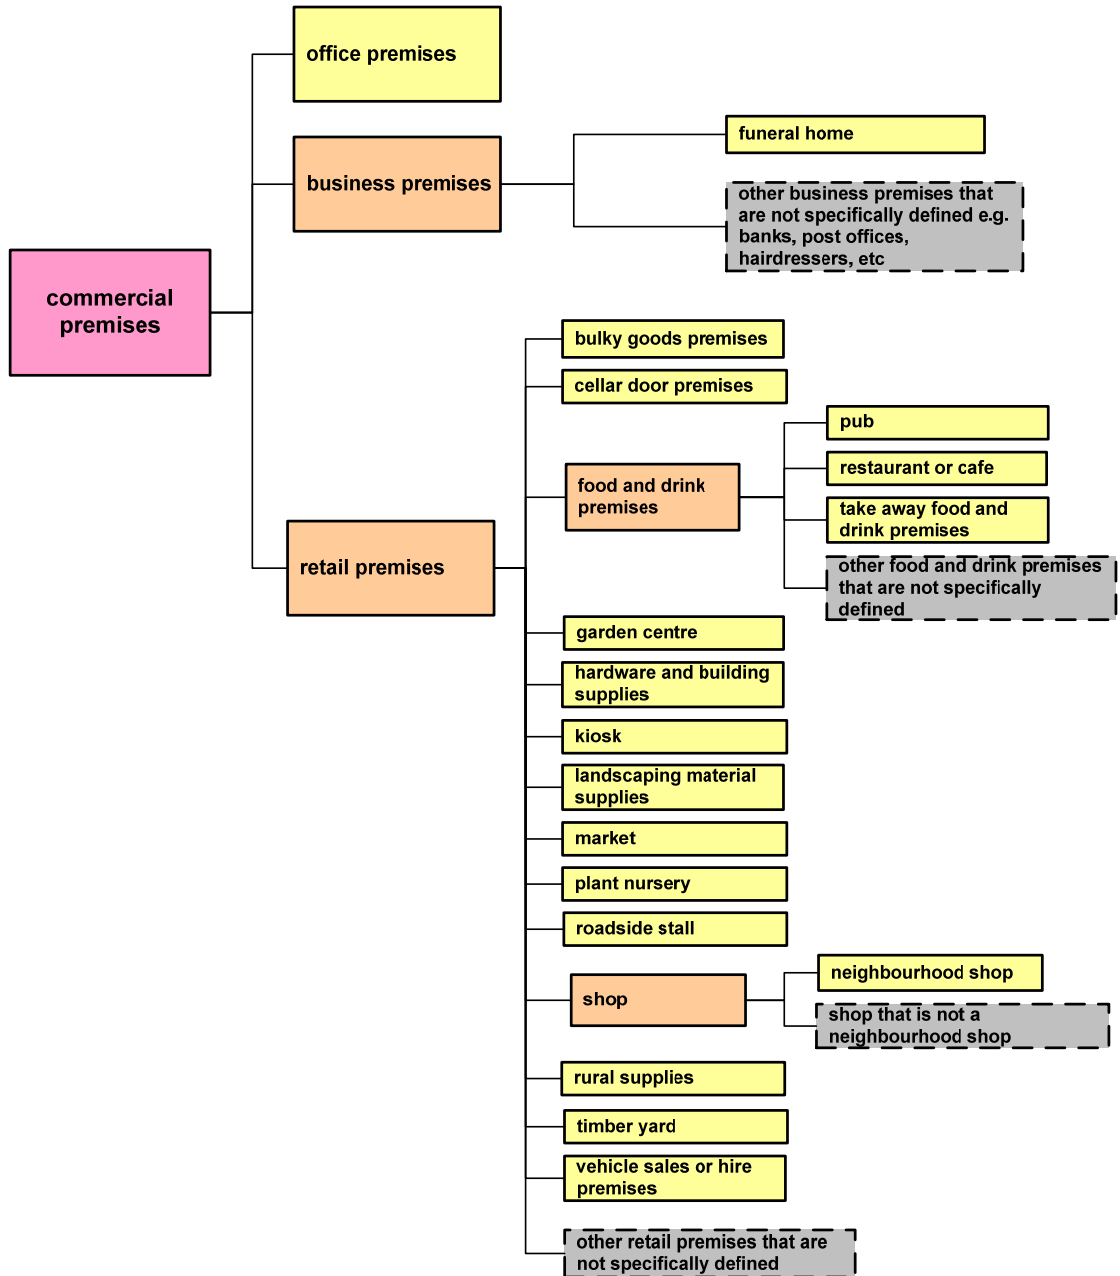 office premises
business premises
funeral home
other business premises that
are not specifically defined e.g.
banks, post offices,
hairdressers, etc
commercial
premises
bulky goods premises
cellar door premises
food and drink
premises
pub
restaurant or cafe
take away food and
drink premises
other food and drink premises
that are not specifically
defined
retail premises
garden centre
hardware and building
supplies
kiosk
landscaping material
supplies
market
plant nursery
roadside stall
shop
neighbourhood shop
shop that is not a
neighbourhood shop
rural supplies
timber yard
vehicle sales or hire
premises
other retail premises that are
not specifically defined